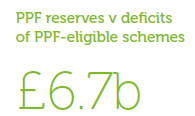 PPF reserves v deficits
of PPF-eligible schemes
£6.7b